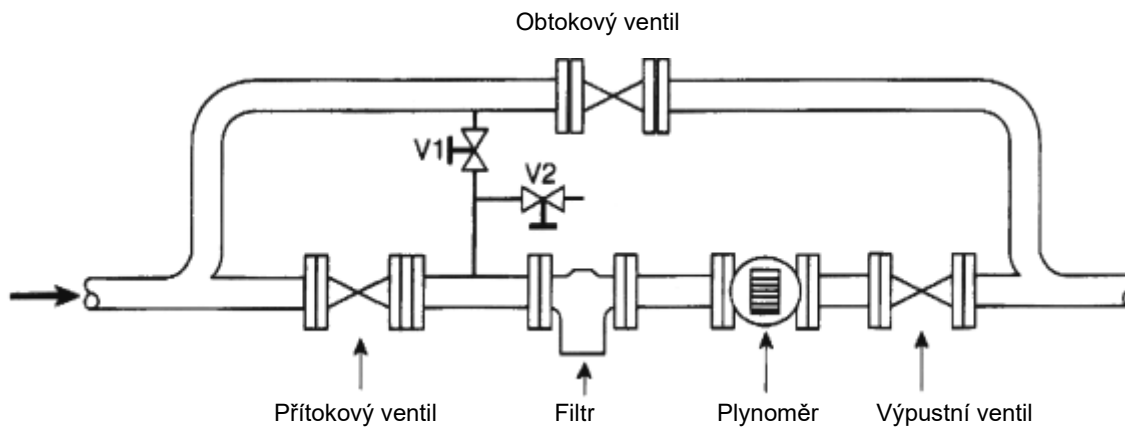 Obtokový ventil
V1
V2
Přítokový ventil
Filtr
Plynoměr
Výpustní ventil